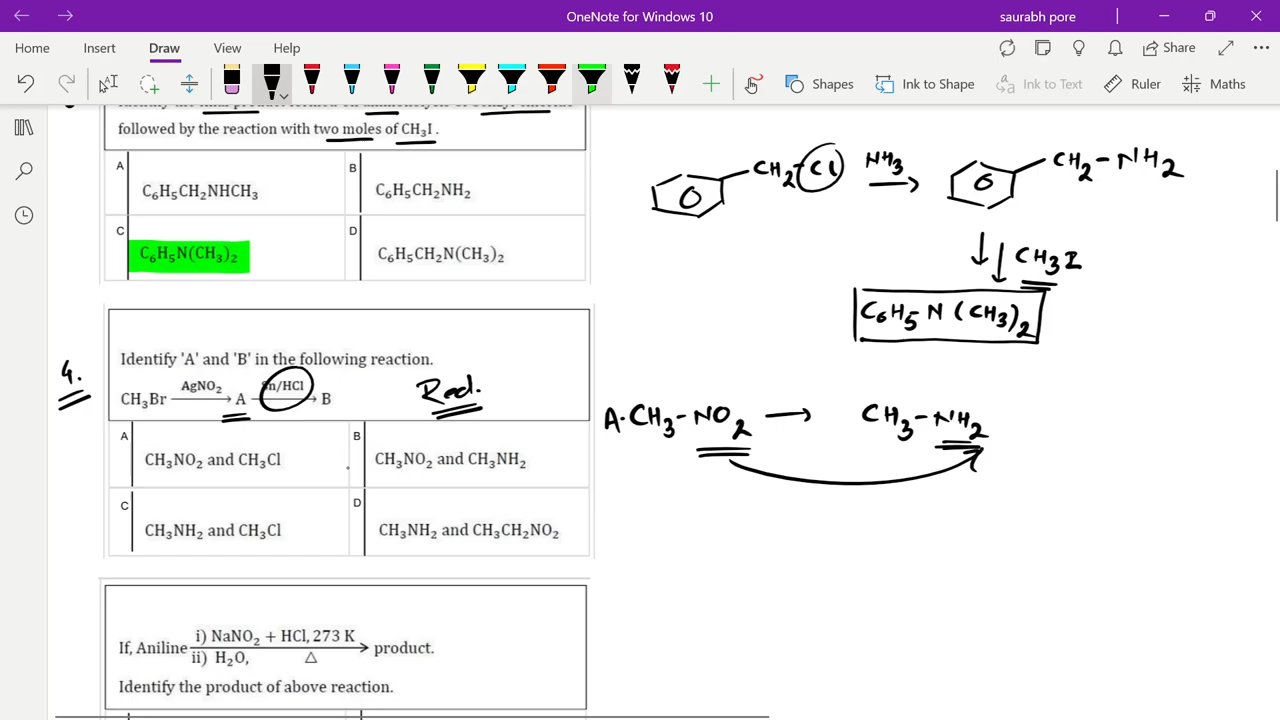 OneNote for Windows 10
saurabh pore
Home Insert Draw View Help
Share
Shapes
Ink to Shape
Ink to Text
Ruler
Maths
followed by the reaction with two moles of CH₃I.
A
C₆H₅CH₂NHCH₃
B
C₆H₅CH₂NH₂
C
C₆H₅N(CH₃)₂
D
C₆H₅CH₂N(CH₃)₂
CH₂-Cl NH₃ CH₂-NH₂
CH₃I
C₆H₅N(CH₃)₂
4.
Identify 'A' and 'B' in the following reaction.
CH₃Br —AgNO₂→ A —Sn/HCl→ B
Red.
A
CH₃NO₂ and CH₃Cl
B
CH₃NO₂ and CH₃NH₂
C
CH₃NH₂ and CH₃Cl
D
CH₃NH₂ and CH₃CH₂NO₂
A. CH₃-NO₂ → CH₃-NH₂
If, Aniline i) NaNO₂ + HCl, 273 K → product.
ii) H₂O, △
Identify the product of above reaction.